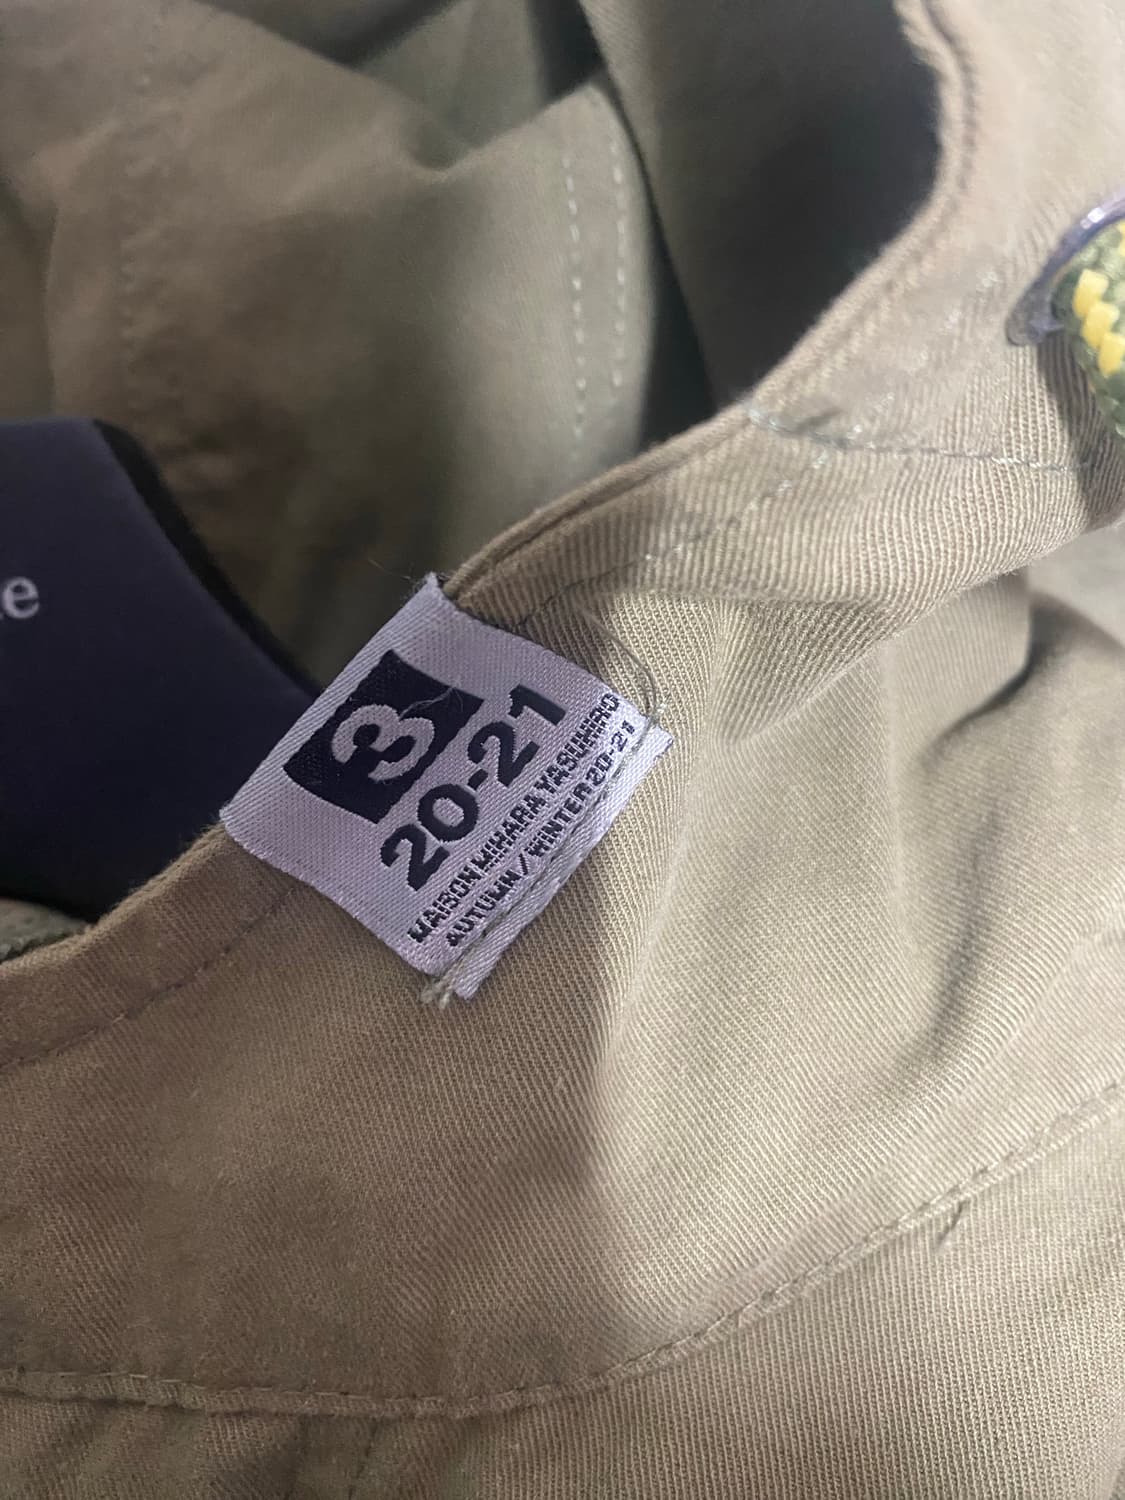 e
3
20-21
MAISON MIHARA YASUHIRO
AUTUMN/WINTER 20-21